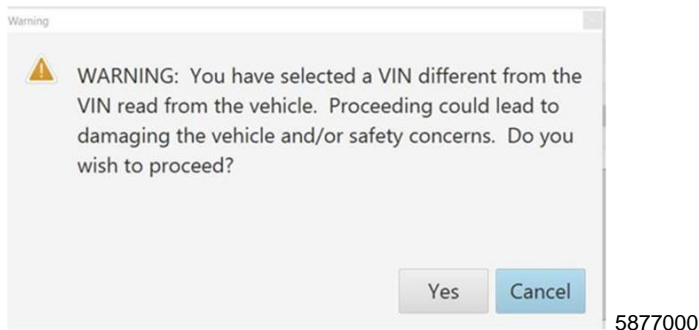 Warning
WARNING: You have selected a VIN different from the
VIN read from the vehicle. Proceeding could lead to
damaging the vehicle and/or safety concerns. Do you
wish to proceed?
Yes Cancel
5877000